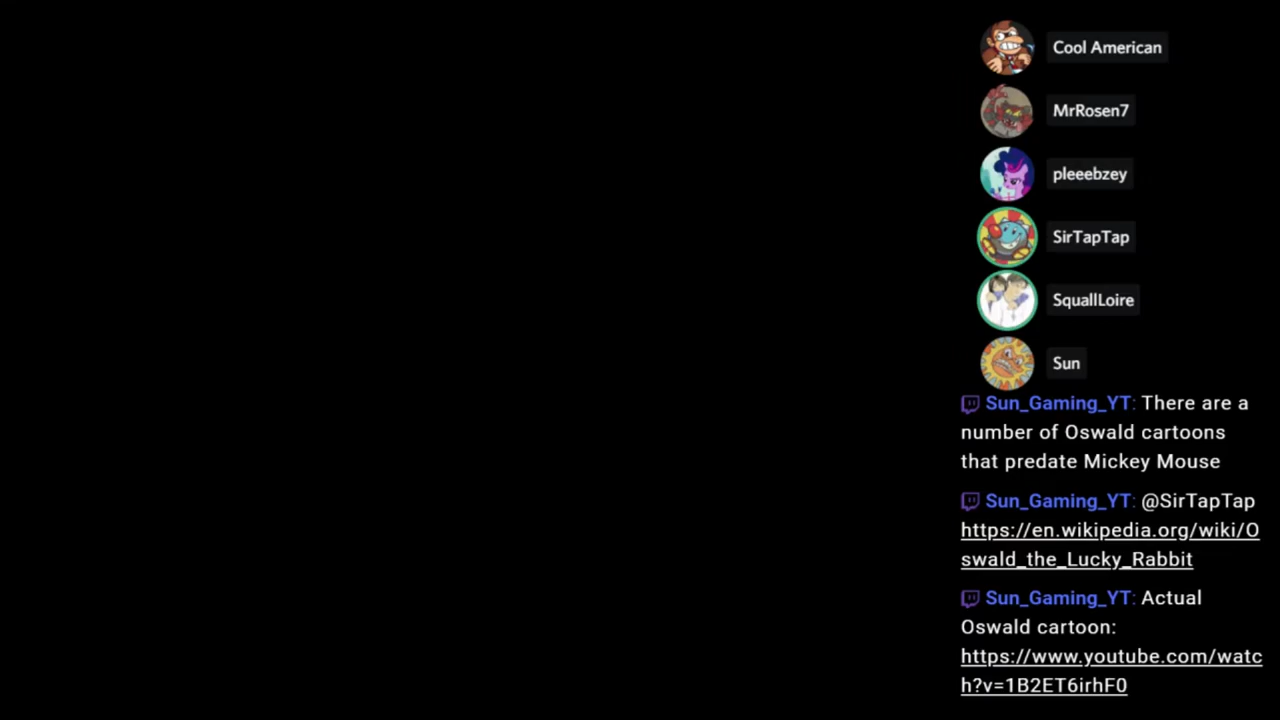 Cool American
MrRosen7
pleeebzey
SirTapTap
SquallLoire
Sun
Sun_Gaming_YT: There are a
number of Oswald cartoons
that predate Mickey Mouse
Sun_Gaming_YT: @SirTapTap
https://en.wikipedia.org/wiki/O
swald_the_Lucky_Rabbit
Sun_Gaming_YT: Actual
Oswald cartoon:
https://www.youtube.com/watc
h?v=1B2ET6irhF0